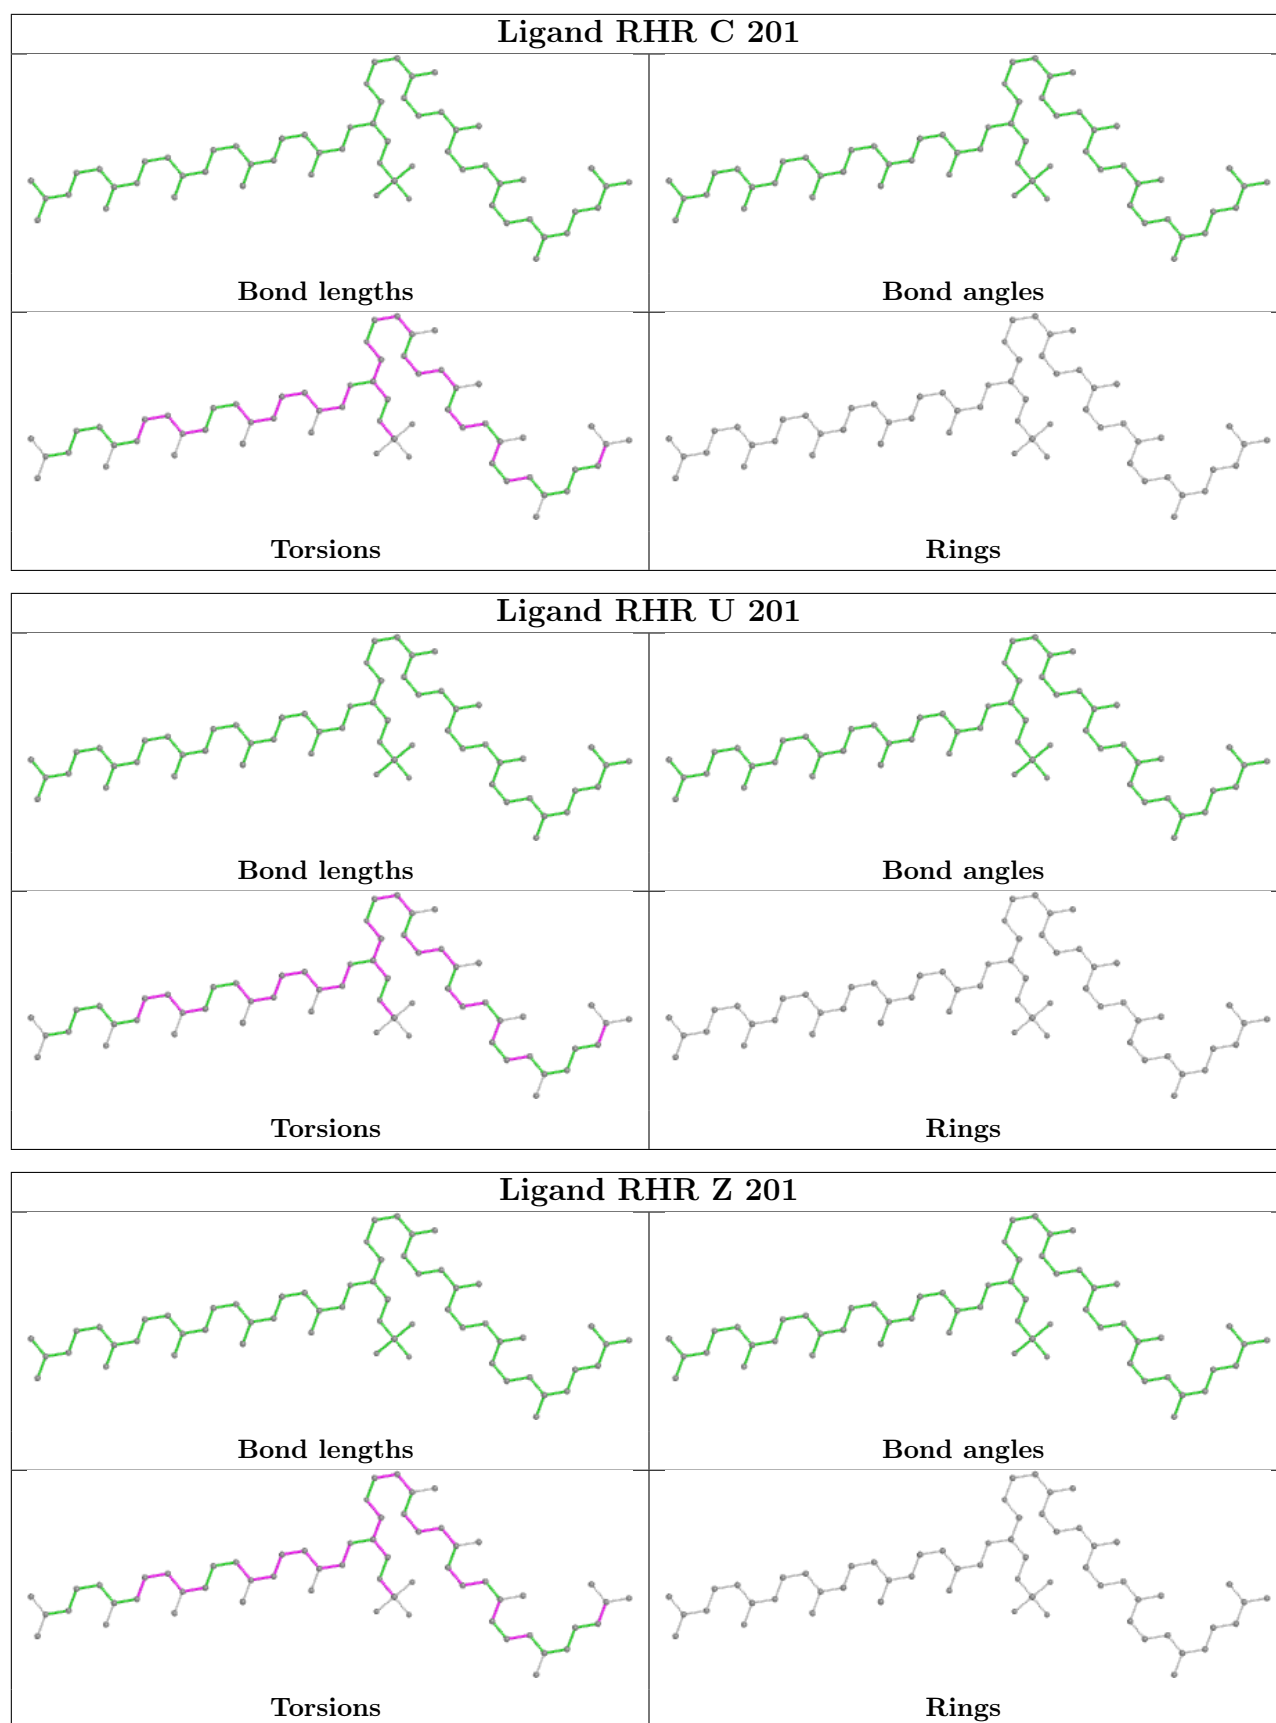 Ligand RHR C 201
Bond lengths
Bond angles
Torsions
Rings
Ligand RHR U 201
Bond lengths
Bond angles
Torsions
Rings
Ligand RHR Z 201
Bond lengths
Bond angles
Torsions
Rings